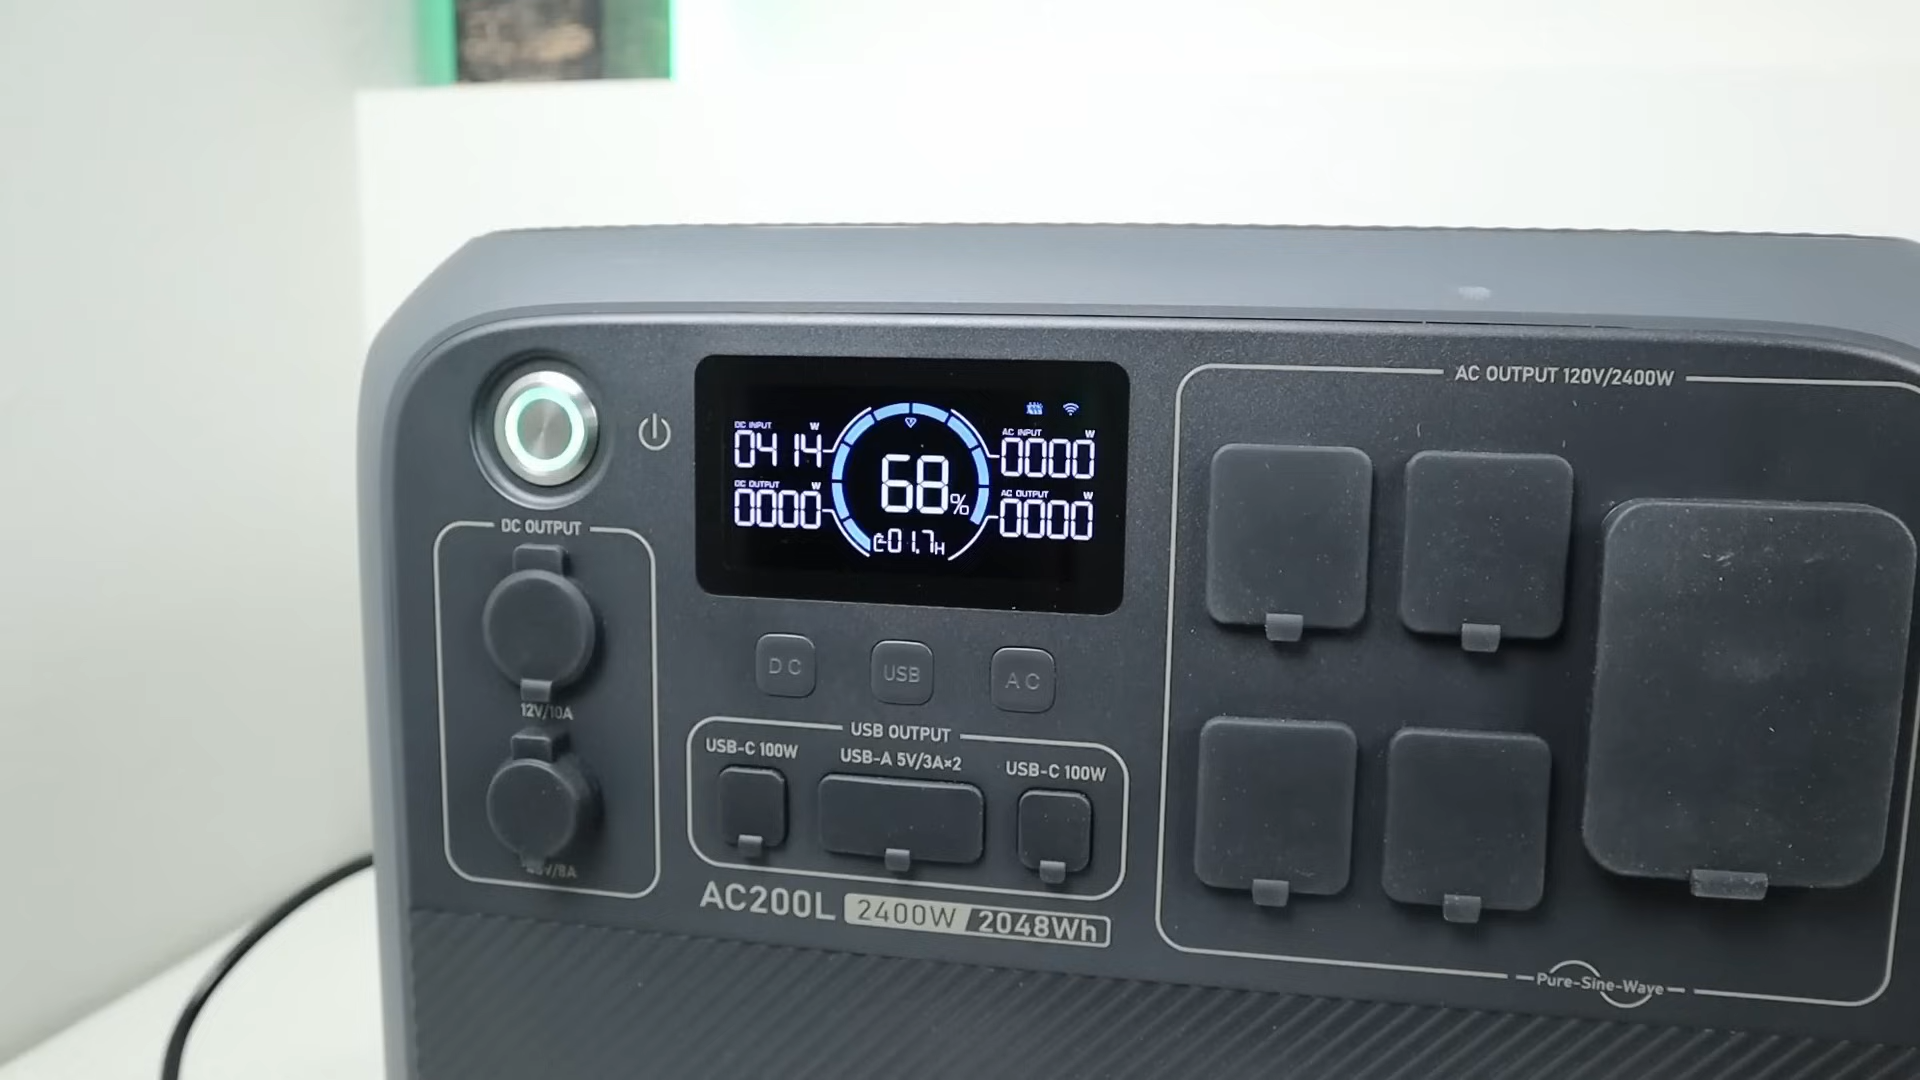 DC INPUT W
0414
DC OUTPUT W
0000
68%
01.7H
AC INPUT W
0000
AC OUTPUT W
0000
AC OUTPUT 120V/2400W
DC OUTPUT
12V/10A
DC
USB
AC
USB OUTPUT
USB-C 100W
USB-A 5V/3A×2
USB-C 100W
AC200L 2400W/2048Wh
Pure-Sine-Wave